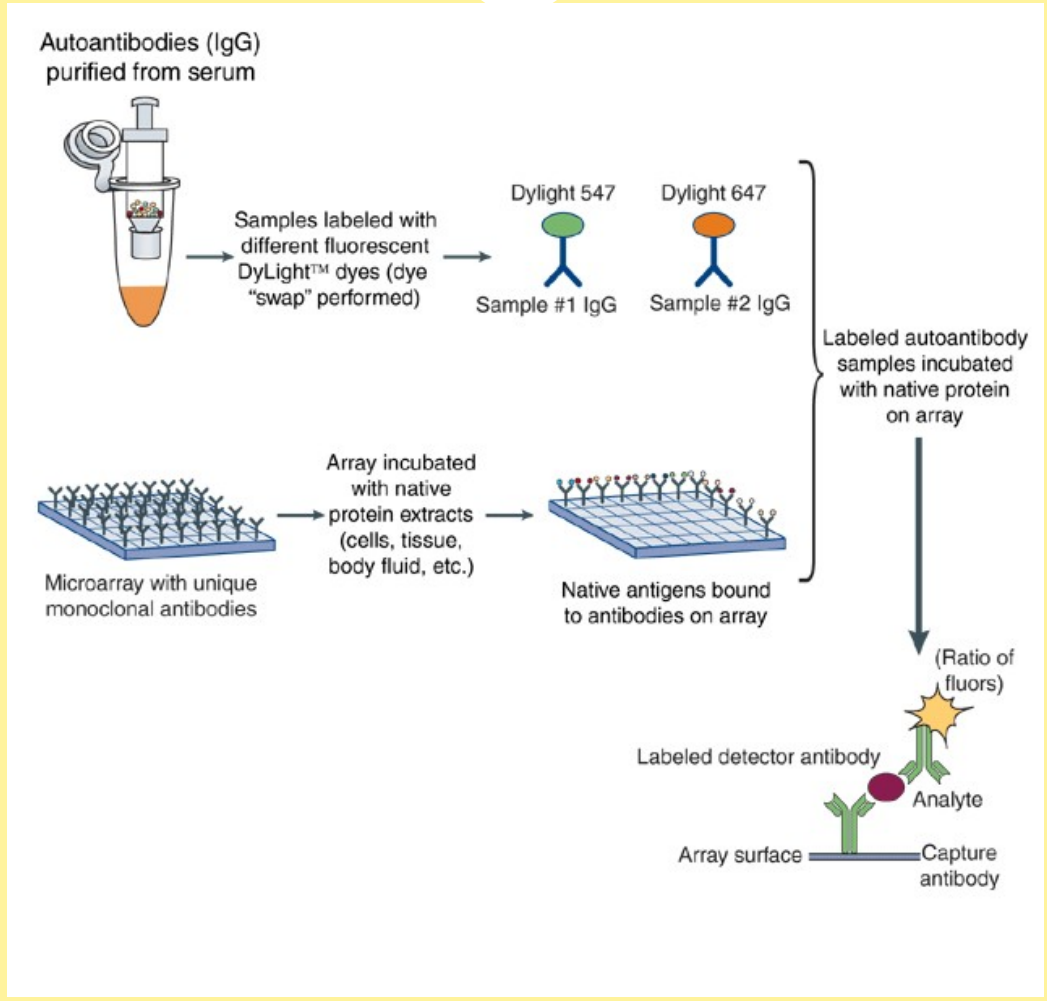 Autoantibodies (IgG)
purified from serum
Samples labeled with
different fluorescent
DyLight™ dyes (dye
“swap” performed)
Dylight 547
Sample #1 IgG
Dylight 647
Sample #2 IgG
Labeled autoantibody
samples incubated
with native protein
on array
Microarray with unique
monoclonal antibodies
Array incubated
with native
protein extracts
(cells, tissue,
body fluid, etc.)
Native antigens bound
to antibodies on array
(Ratio of
fluors)
Labeled detector antibody
Analyte
Array surface
Capture
antibody